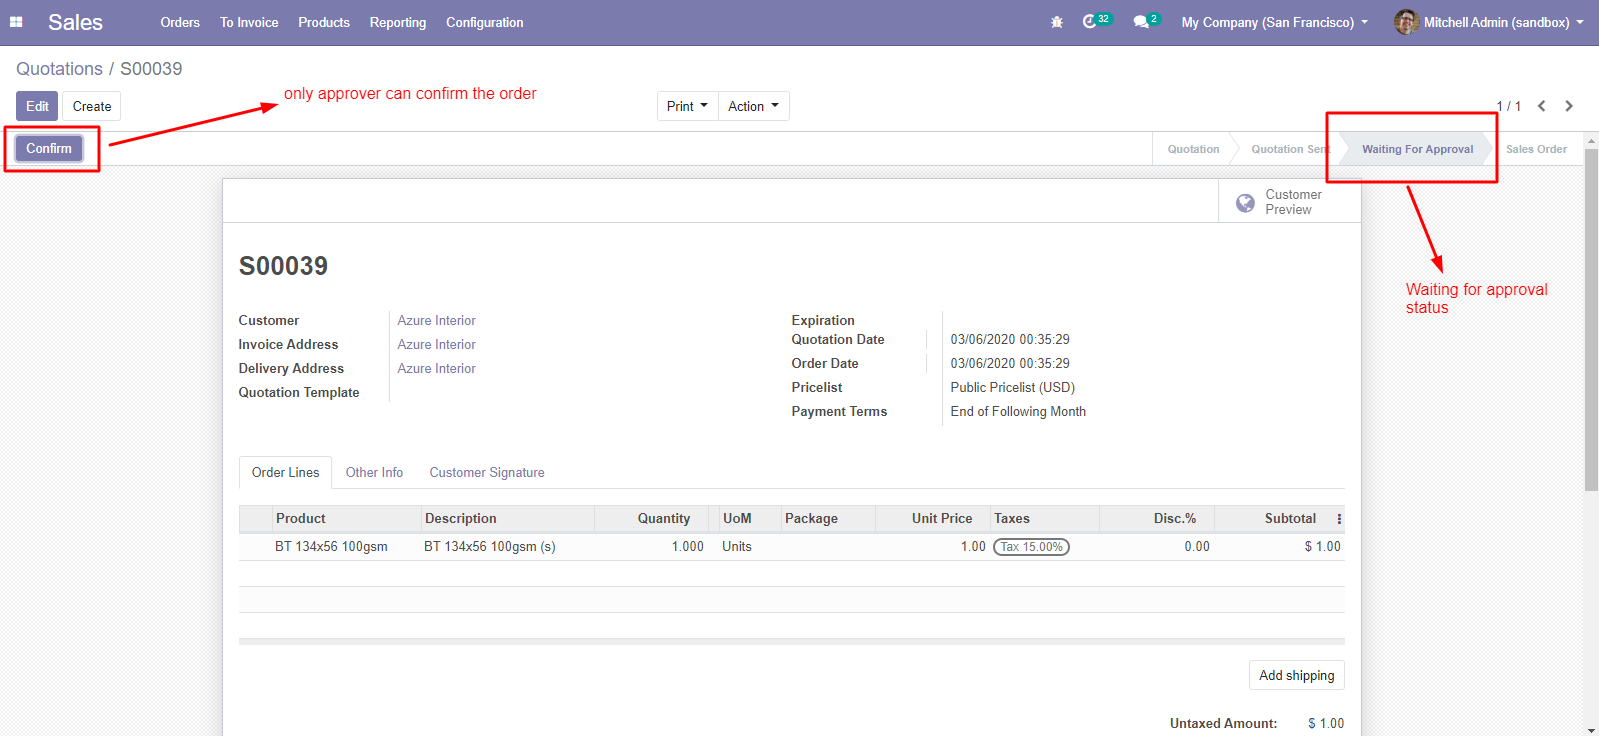 Sales Orders To Invoice Products Reporting Configuration 32 2 My Company (San Francisco) Mitchell Admin (sandbox)
Quotations / S00039
only approver can confirm the order
Edit Create Print Action 1 / 1
Confirm Quotation Quotation Sent Waiting For Approval Sales Order
Customer
Preview
S00039
Waiting for approval
status
Customer Azure Interior Expiration
Invoice Address Azure Interior Quotation Date 03/06/2020 00:35:29
Delivery Address Azure Interior Order Date 03/06/2020 00:35:29
Quotation Template Pricelist Public Pricelist (USD)
Payment Terms End of Following Month
Order Lines Other Info Customer Signature
Product Description Quantity UoM Package Unit Price Taxes Disc.% Subtotal
BT 134x56 100gsm BT 134x56 100gsm (s) 1.000 Units 1.00 Tax 15.00% 0.00 $ 1.00
Add shipping
Untaxed Amount: $ 1.00